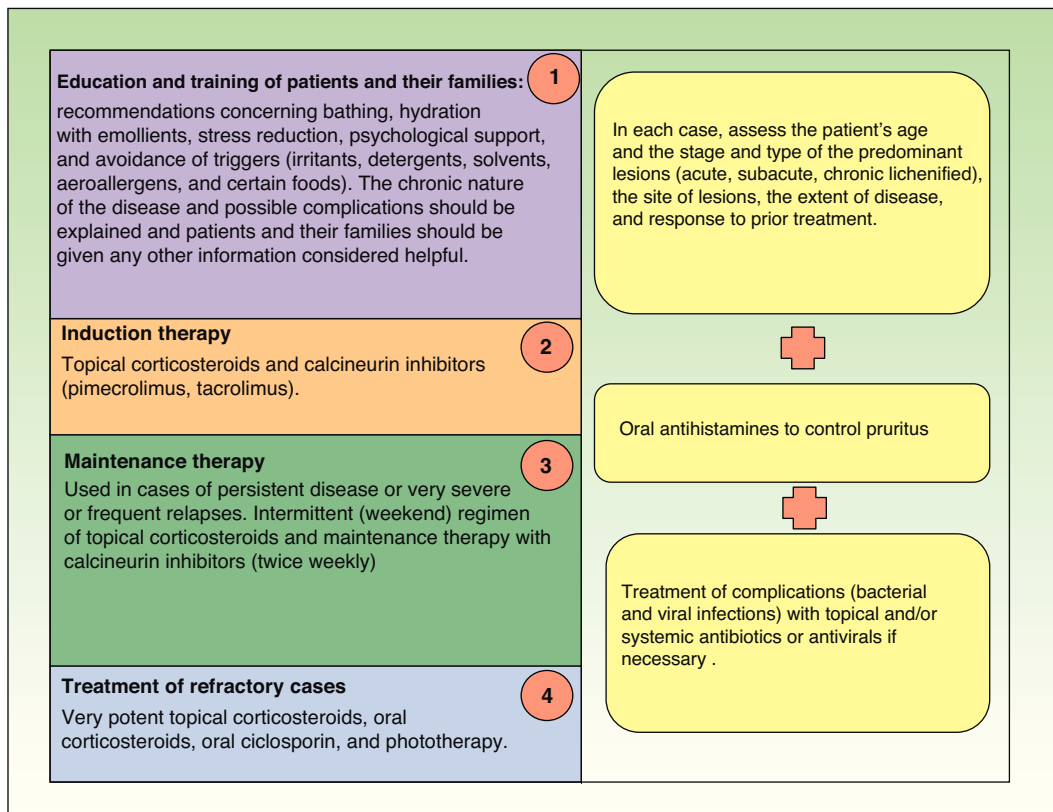 Education and training of patients and their families:
1
recommendations concerning bathing, hydration
with emollients, stress reduction, psychological support,
and avoidance of triggers (irritants, detergents, solvents,
aeroallergens, and certain foods). The chronic nature
of the disease and possible complications should be
explained and patients and their families should be
given any other information considered helpful.
Induction therapy
2
Topical corticosteroids and calcineurin inhibitors
(pimecrolimus, tacrolimus).
Maintenance therapy
3
Used in cases of persistent disease or very severe
or frequent relapses. Intermittent (weekend) regimen
of topical corticosteroids and maintenance therapy with
calcineurin inhibitors (twice weekly)
Treatment of refractory cases
4
Very potent topical corticosteroids, oral
corticosteroids, oral ciclosporin, and phototherapy.
In each case, assess the patient's age
and the stage and type of the predominant
lesions (acute, subacute, chronic lichenified),
the site of lesions, the extent of disease,
and response to prior treatment.
Oral antihistamines to control pruritus
Treatment of complications (bacterial
and viral infections) with topical and/or
systemic antibiotics or antivirals if
necessary .